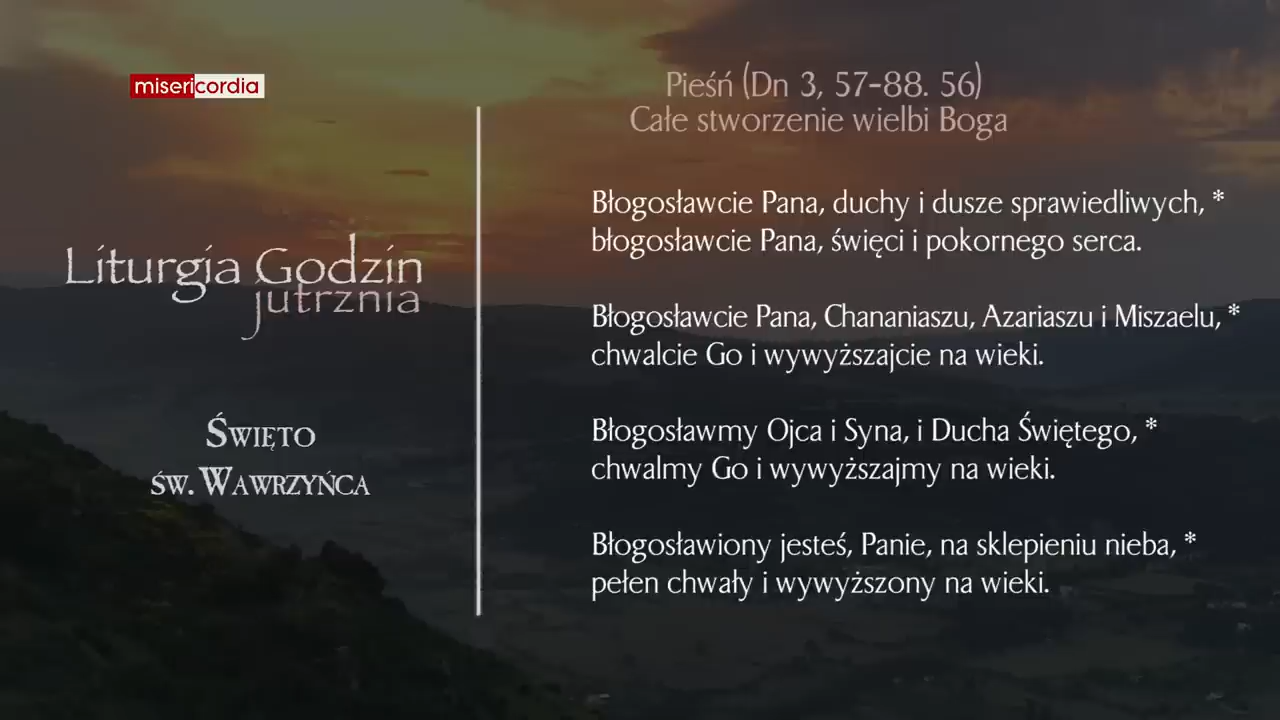 misericordia
Liturgia Godzin
jutrznia
Święto
św. Wawrzyńca
Pieśń (Dn 3, 57-88. 56)
Całe stworzenie wielbi Boga
Błogosławcie Pana, duchy i dusze sprawiedliwych, *
błogosławcie Pana, święci i pokornego serca.
Błogosławcie Pana, Chananiaszu, Azariaszu i Miszaelu, *
chwalcie Go i wywyższajcie na wieki.
Błogosławmy Ojca i Syna, i Ducha Świętego, *
chwalmy Go i wywyższajmy na wieki.
Błogosławiony jesteś, Panie, na sklepieniu nieba, *
pełen chwały i wywyższony na wieki.